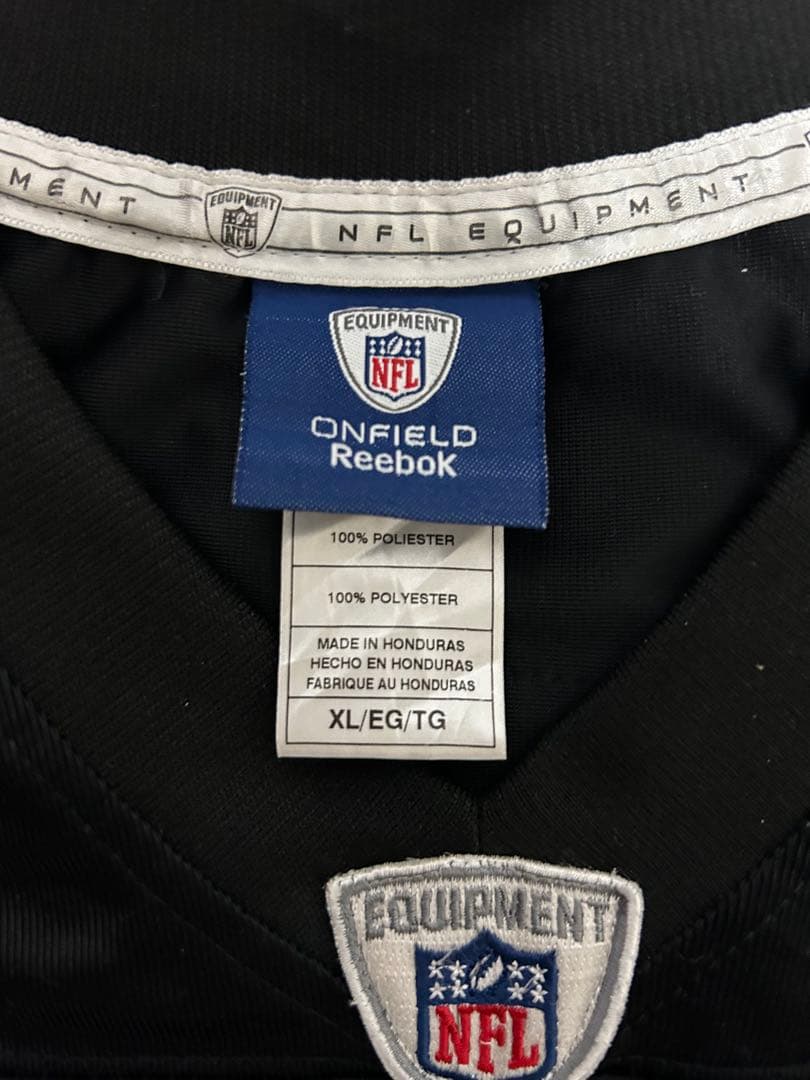 MENT
EQUIPMENT
NFL
NFL EQUIPMENT
EQUIPMENT
NFL
ONFIELD
Reebok
100% POLIESTER
100% POLYESTER
MADE IN HONDURAS
HECHO EN HONDURAS
FABRIQUE AU HONDURAS
XL/EG/TG
EQUIPMENT
NFL